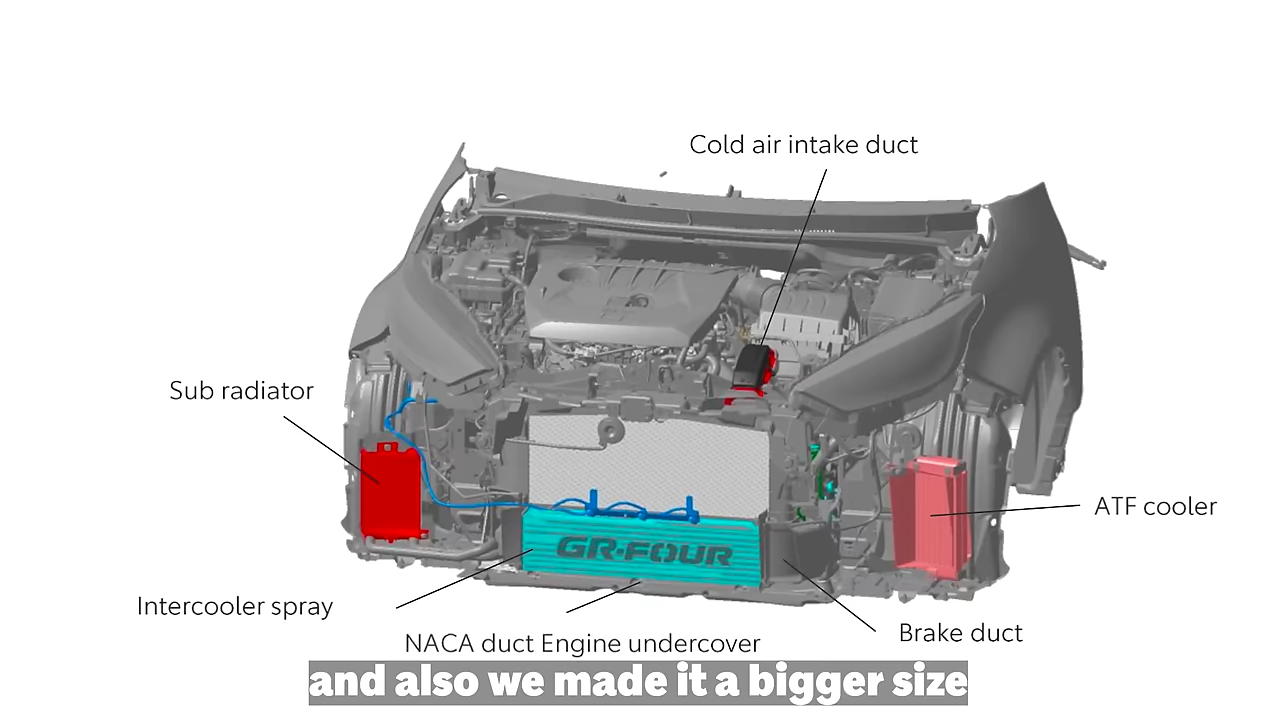 Cold air intake duct
Sub radiator
ATF cooler
GR-FOUR
Intercooler spray
Brake duct
NACA duct Engine undercover
and also we made it a bigger size